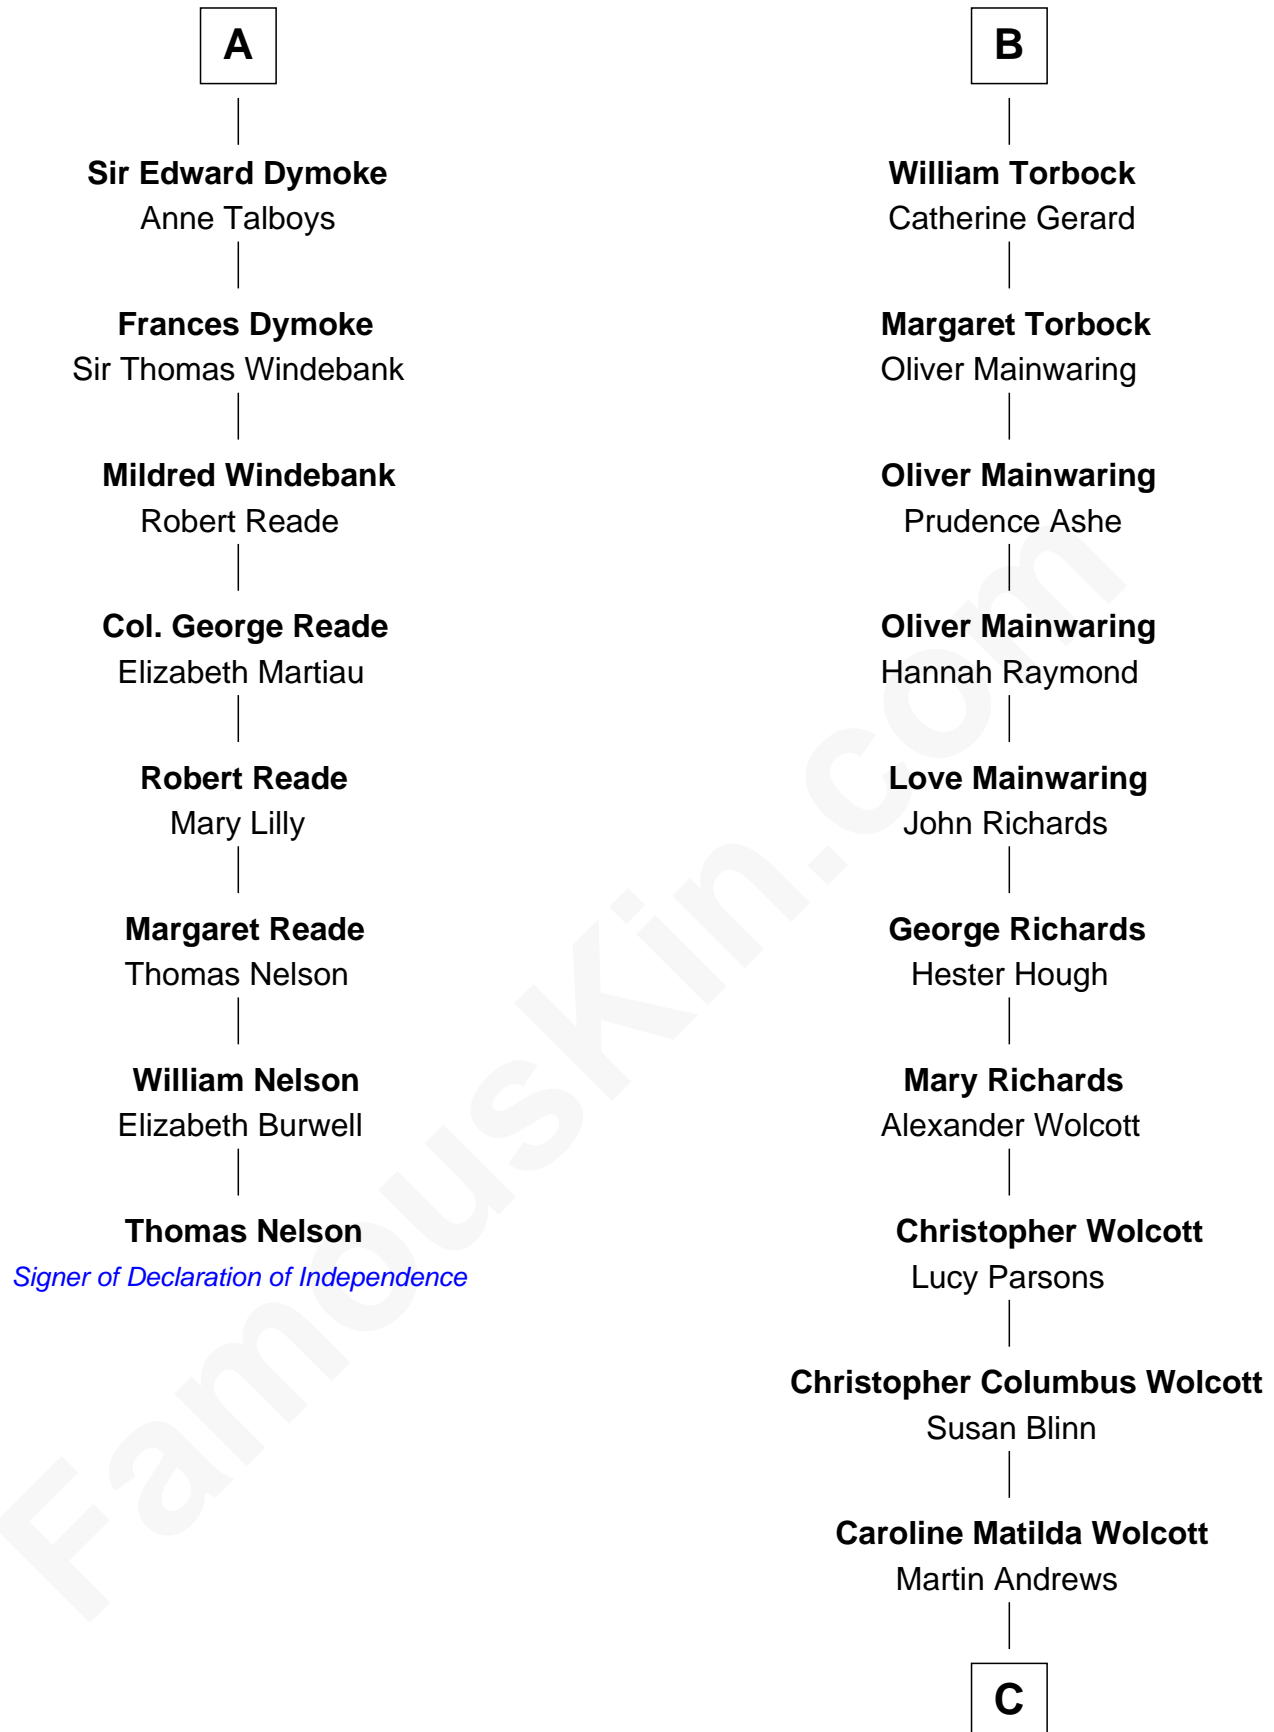 A
Sir Edward Dymoke
Anne Talboys
Frances Dymoke
Sir Thomas Windebank
Mildred Windebank
Robert Reade
Col. George Reade
Elizabeth Martiau
Robert Reade
Mary Lilly
Margaret Reade
Thomas Nelson
William Nelson
Elizabeth Burwell
Thomas Nelson
Signer of Declaration of Independence
B
William Torbock
Catherine Gerard
Margaret Torbock
Oliver Mainwaring
Oliver Mainwaring
Prudence Ashe
Oliver Mainwaring
Hannah Raymond
Love Mainwaring
John Richards
George Richards
Hester Hough
Mary Richards
Alexander Wolcott
Christopher Wolcott
Lucy Parsons
Christopher Columbus Wolcott
Susan Blinn
Caroline Matilda Wolcott
Martin Andrews
C
FamousKin.com